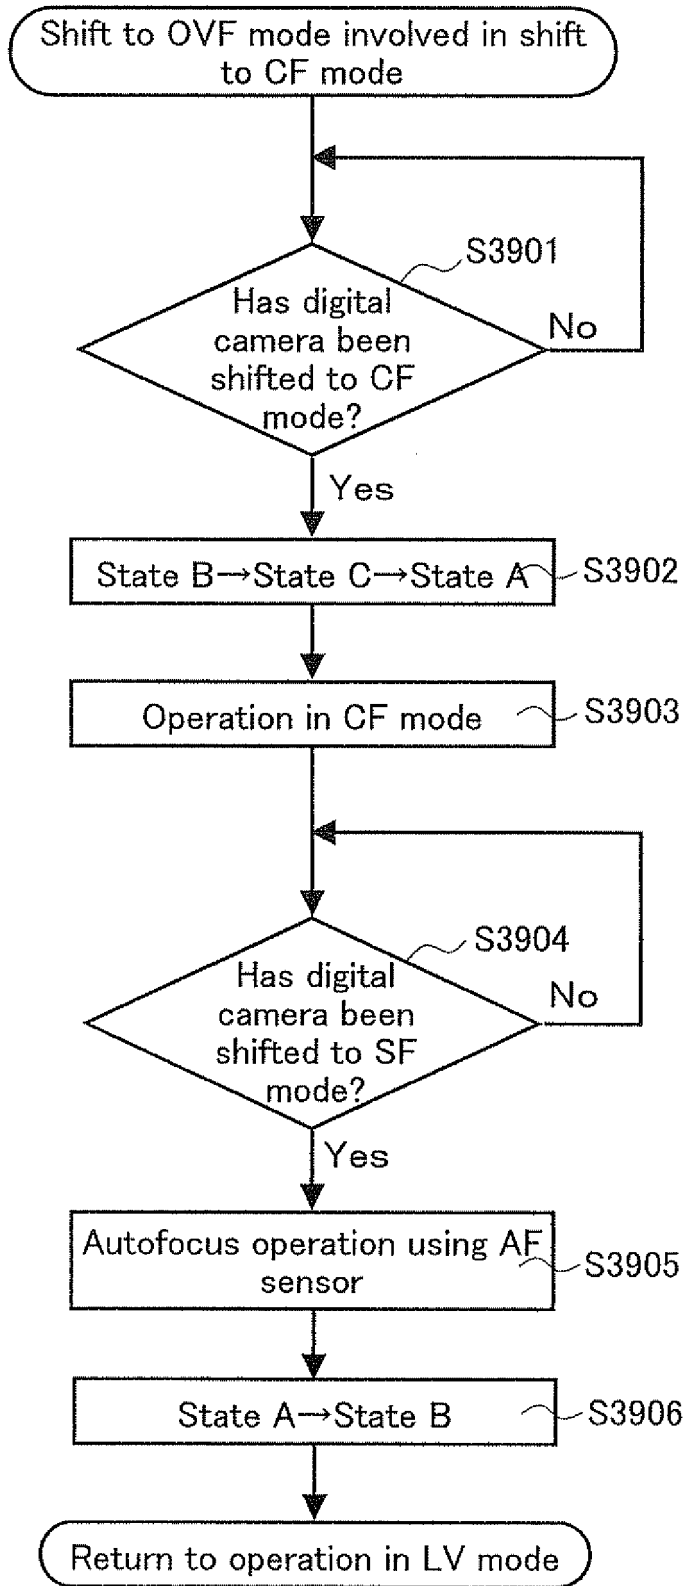 Shift to OVF mode involved in shift
to CF mode
S3901
Has digital
camera been
shifted to CF
mode?
No
Yes
State B→State C→State A
S3902
Operation in CF mode
S3903
S3904
Has digital
camera been
shifted to SF
mode?
No
Yes
Autofocus operation using AF
sensor
S3905
State A→State B
S3906
Return to operation in LV mode